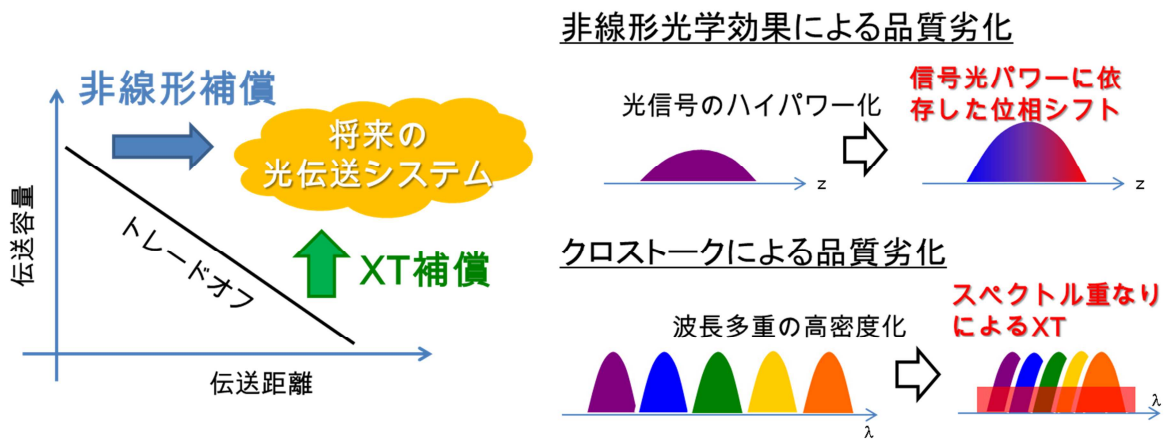 非線形補償
将来の
光伝送システム
伝送容量
トレードオフ
XT補償
伝送距離
非線形光学効果による品質劣化
光信号のハイパワー化
信号光パワーに依
存した位相シフト
z
z
クロストークによる品質劣化
波長多重の高密度化
スペクトル重なり
によるXT
λ
λ